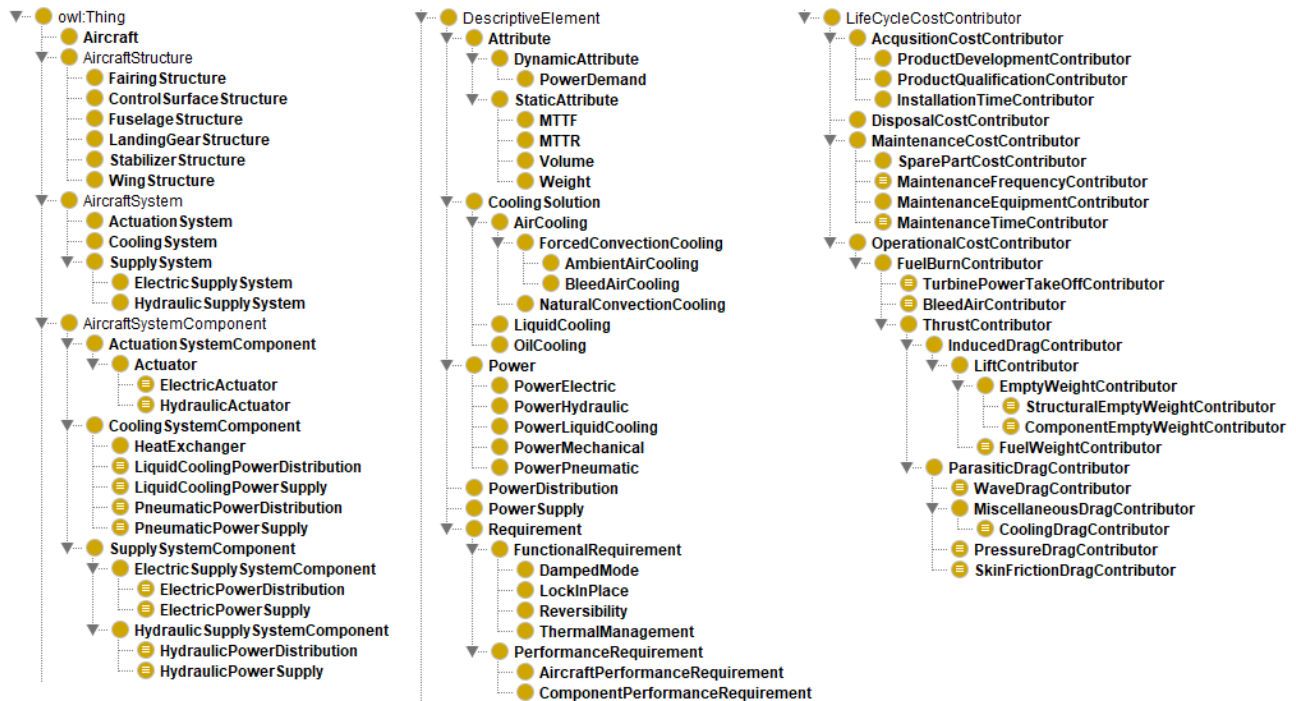 owl:Thing
Aircraft
AircraftStructure
FairingStructure
ControlSurfaceStructure
FuselageStructure
LandingGearStructure
StabilizerStructure
WingStructure
AircraftSystem
ActuationSystem
CoolingSystem
SupplySystem
ElectricSupplySystem
HydraulicSupplySystem
AircraftSystemComponent
ActuationSystemComponent
Actuator
ElectricActuator
HydraulicActuator
CoolingSystemComponent
HeatExchanger
LiquidCoolingPowerDistribution
LiquidCoolingPowerSupply
PneumaticPowerDistribution
PneumaticPowerSupply
SupplySystemComponent
ElectricSupplySystemComponent
ElectricPowerDistribution
ElectricPowerSupply
HydraulicSupplySystemComponent
HydraulicPowerDistribution
HydraulicPowerSupply
DescriptiveElement
Attribute
DynamicAttribute
PowerDemand
StaticAttribute
MTTF
MTTR
Volume
Weight
CoolingSolution
AirCooling
ForcedConvectionCooling
AmbientAirCooling
BleedAirCooling
NaturalConvectionCooling
LiquidCooling
OilCooling
Power
PowerElectric
PowerHydraulic
PowerLiquidCooling
PowerMechanical
PowerPneumatic
PowerDistribution
PowerSupply
Requirement
FunctionalRequirement
DampedMode
LockInPlace
Reversibility
ThermalManagement
PerformanceRequirement
AircraftPerformanceRequirement
ComponentPerformanceRequirement
LifeCycleCostContributor
AcqusitionCostContributor
ProductDevelopmentContributor
ProductQualificationContributor
InstallationTimeContributor
DisposalCostContributor
MaintenanceCostContributor
SparePartCostContributor
MaintenanceFrequencyContributor
MaintenanceEquipmentContributor
MaintenanceTimeContributor
OperationalCostContributor
FuelBurnContributor
TurbinePowerTakeOffContributor
BleedAirContributor
ThrustContributor
InducedDragContributor
LiftContributor
EmptyWeightContributor
StructuralEmptyWeightContributor
ComponentEmptyWeightContributor
FuelWeightContributor
ParasiticDragContributor
WaveDragContributor
MiscellaneousDragContributor
CoolingDragContributor
PressureDragContributor
SkinFrictionDragContributor